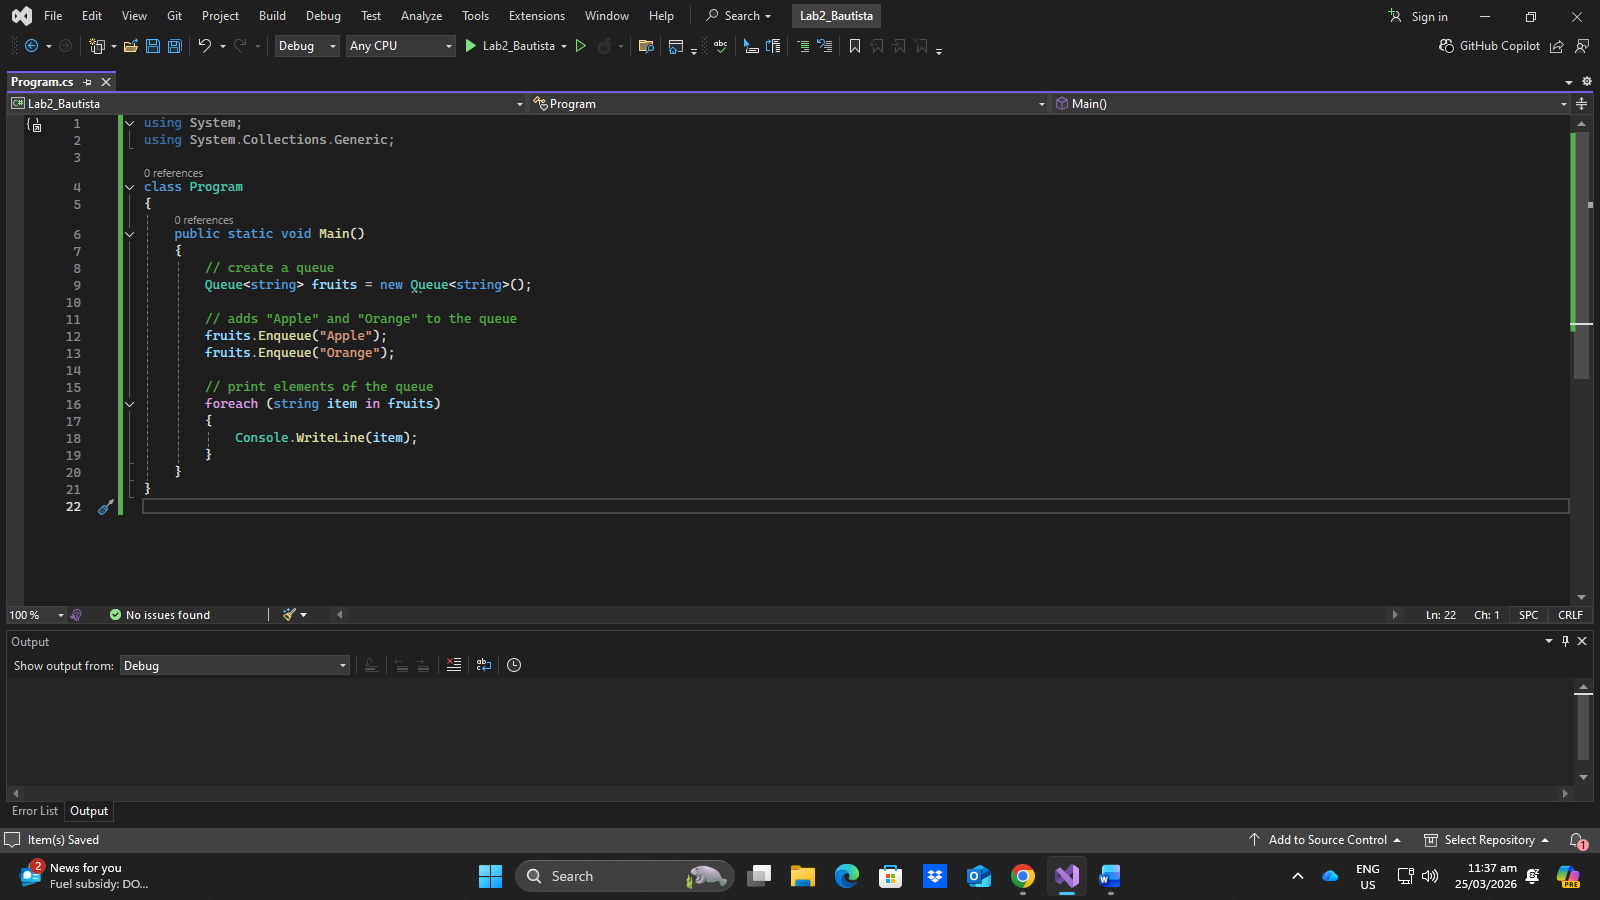 File Edit View Git Project Build Debug Test Analyze Tools Extensions Window Help Search Lab2_Bautista Sign in
Debug Any CPU Lab2_Bautista abc GitHub Copilot
Program.cs
C# Lab2_Bautista Program Main()
1 using System;
2 using System.Collections.Generic;
3
0 references
4 class Program
5 {
0 references
6 public static void Main()
7 {
8 // create a queue
9 Queue<string> fruits = new Queue<string>();
10
11 // adds "Apple" and "Orange" to the queue
12 fruits.Enqueue("Apple");
13 fruits.Enqueue("Orange");
14
15 // print elements of the queue
16 foreach (string item in fruits)
17 {
18 Console.WriteLine(item);
19 }
20 }
21 }
22
100 % No issues found Ln: 22 Ch: 1 SPC CRLF
Output
Show output from: Debug
Error List Output
Item(s) Saved Add to Source Control Select Repository 1
2 News for you
Fuel subsidy: DO...
Search
ENG
US
11:37 am
25/03/2026
PRE